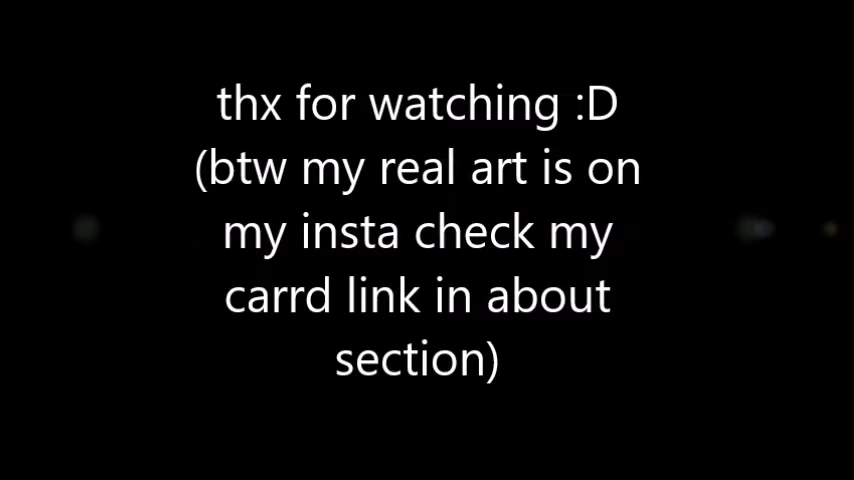 thx for watching :D
(btw my real art is on
my insta check my
carrd link in about
section)